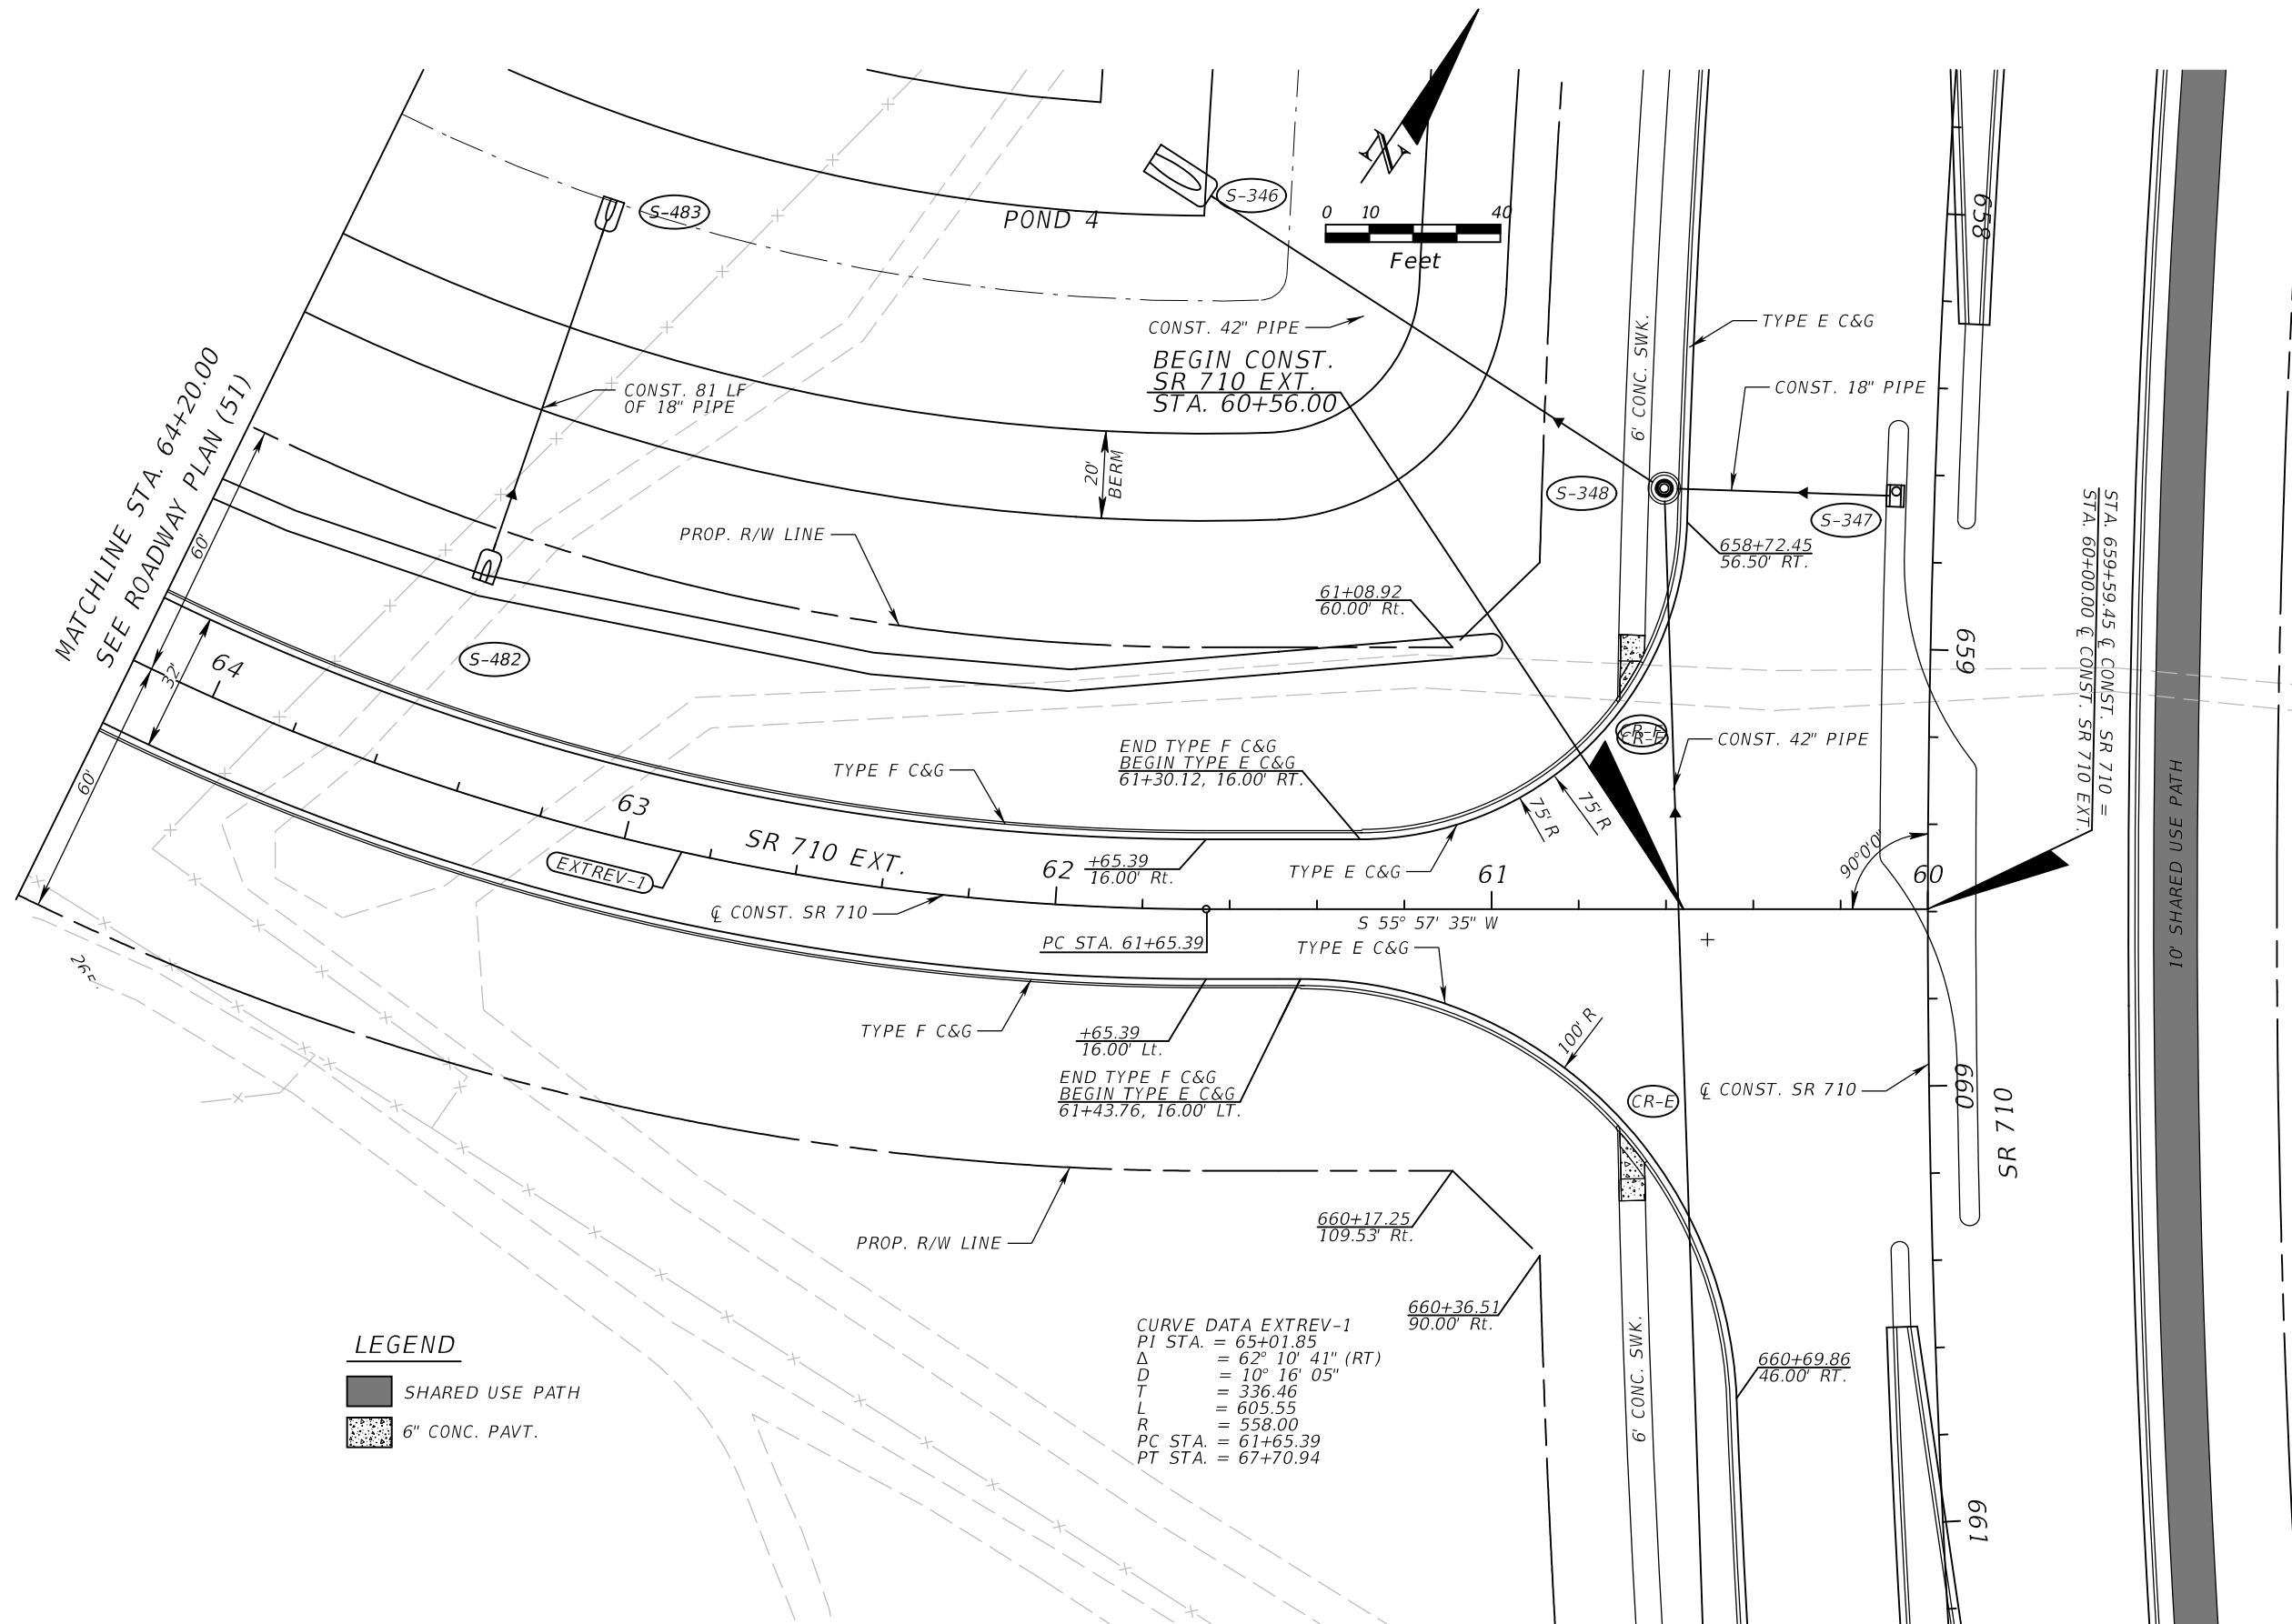 N
0 10 40
Feet
S-483
S-346
POND 4
CONST. 42" PIPE
BEGIN CONST.
SR 710 EXT.
STA. 60+56.00
TYPE E C&G
6' CONC. SWK.
CONST. 18" PIPE
658
CONST. 81 LF
OF 18" PIPE
MATCHLINE STA. 64+20.00
SEE ROADWAY PLAN (51)
20'
BERM
S-348
S-347
PROP. R/W LINE
658+72.45
56.50' RT.
STA. 659+59.45 ℄ CONST. SR 710 =
STA. 60+00.00 ℄ CONST. SR 710 EXT.
60'
61+08.92
60.00' Rt.
659
S-482
32'
64
60'
CR-E
CR-E
CONST. 42" PIPE
END TYPE F C&G
BEGIN TYPE E C&G
61+30.12, 16.00' RT.
TYPE F C&G
63
75' R
75' R
SR 710 EXT.
EXTREV-1
62
+65.39
16.00' Rt.
TYPE E C&G
61
90°0'0"
60
10' SHARED USE PATH
℄ CONST. SR 710
S 55° 57' 35" W
PC STA. 61+65.39
TYPE E C&G
265.
TYPE F C&G
+65.39
16.00' Lt.
100' R
END TYPE F C&G
BEGIN TYPE E C&G
61+43.76, 16.00' LT.
CR-E
℄ CONST. SR 710
660
SR 710
PROP. R/W LINE
660+17.25
109.53' Rt.
660+36.51
90.00' Rt.
6' CONC. SWK.
660+69.86
46.00' RT.
661
CURVE DATA EXTREV-1
PI STA. = 65+01.85
Δ = 62° 10' 41" (RT)
D = 10° 16' 05"
T = 336.46
L = 605.55
R = 558.00
PC STA. = 61+65.39
PT STA. = 67+70.94
LEGEND
SHARED USE PATH
6" CONC. PAVT.